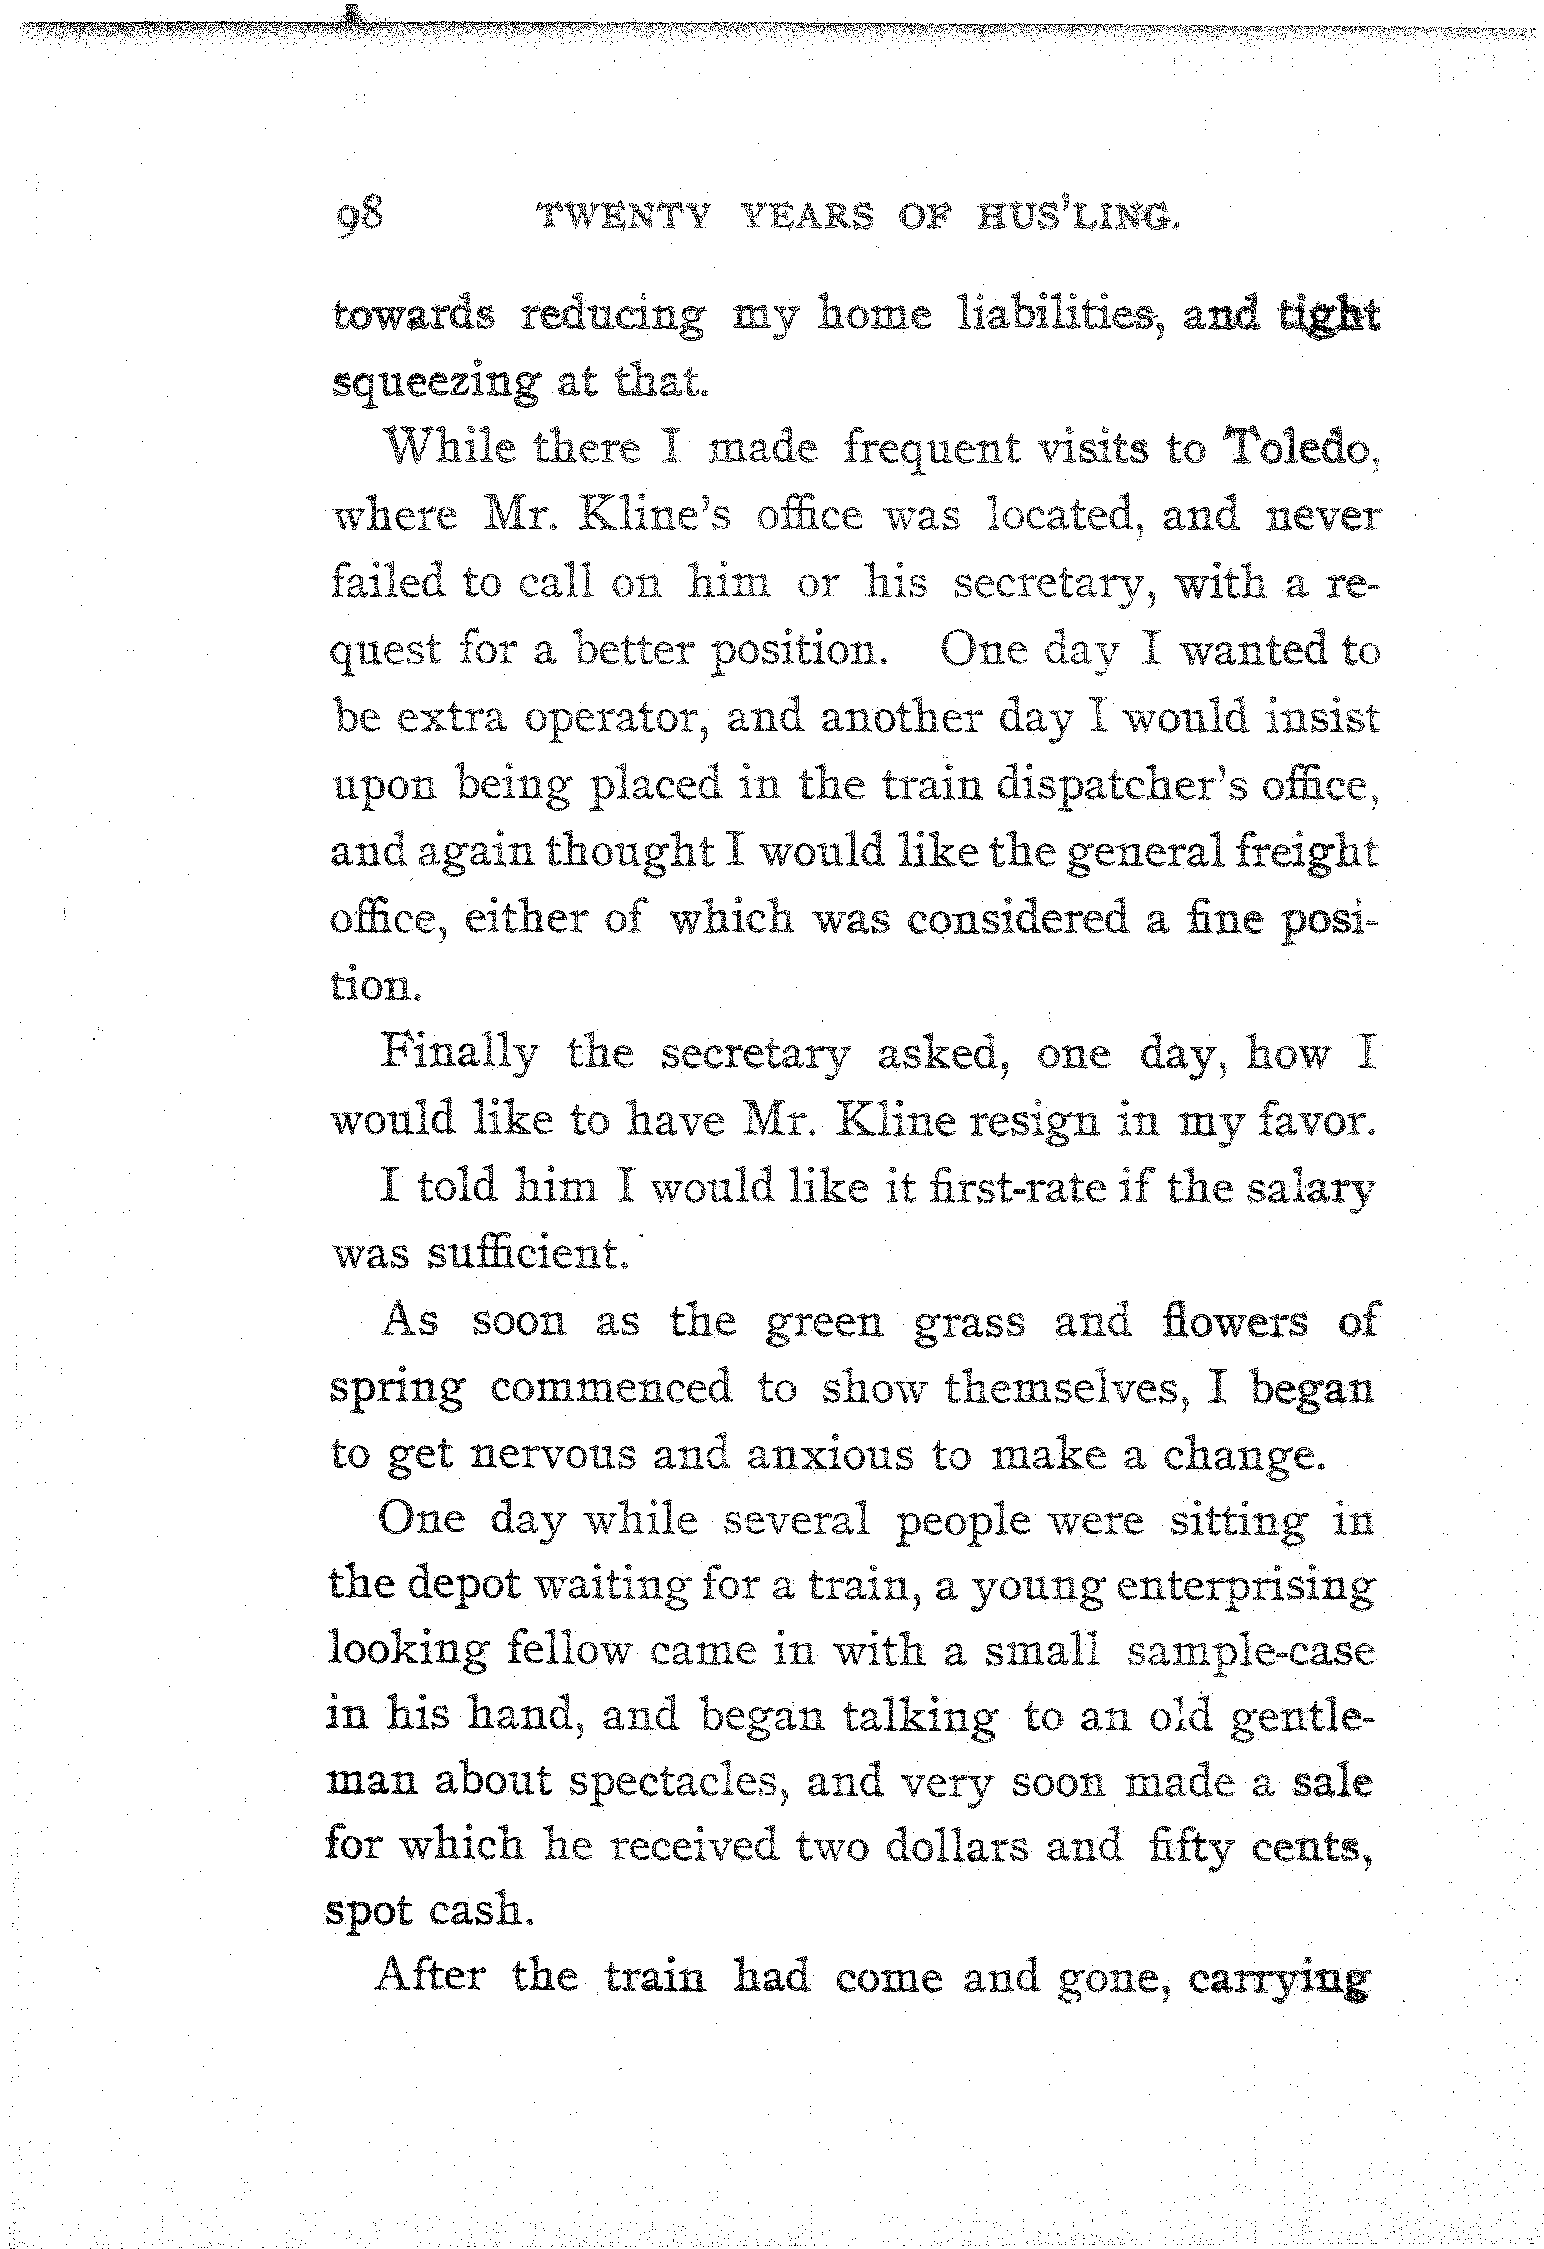 98 TWENTY YEARS OF HUS'LING.
towards reducing my home liabilities, and tight
squeezing at that.
While there I made frequent visits to Toledo,
where Mr. Kline's office was located, and never
failed to call on him or his secretary, with a re-
quest for a better position. One day I wanted to
be extra operator, and another day I would insist
upon being placed in the train dispatcher's office,
and again thought I would like the general freight
office, either of which was considered a fine posi-
tion.
Finally the secretary asked, one day, how I
would like to have Mr. Kline resign in my favor.
I told him I would like it first-rate if the salary
was sufficient.
As soon as the green grass and flowers of
spring commenced to show themselves, I began
to get nervous and anxious to make a change.
One day while several people were sitting in
the depot waiting for a train, a young enterprising
looking fellow came in with a small sample-case
in his hand, and began talking to an old gentle-
man about spectacles, and very soon made a sale
for which he received two dollars and fifty cents,
spot cash.
After the train had come and gone, carrying